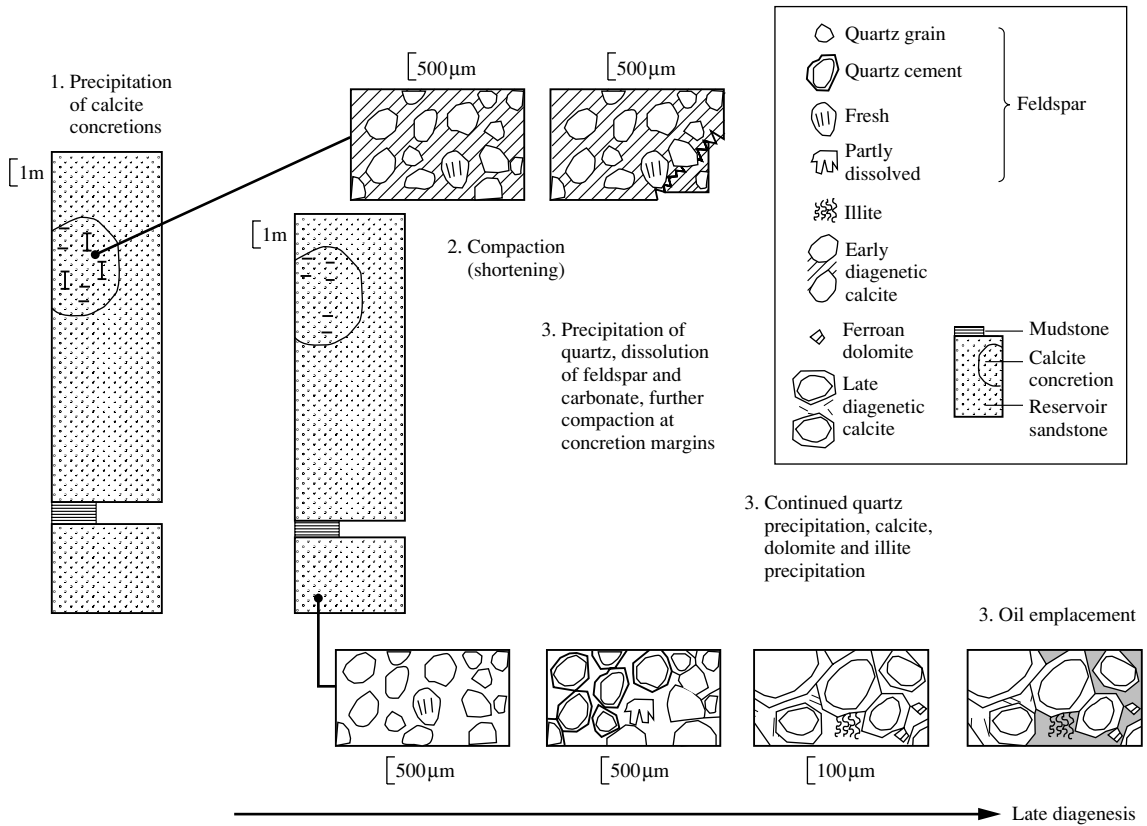 1. Precipitation
of calcite
concretions
1m
500µm
500µm
1m
2. Compaction
(shortening)
3. Precipitation of
quartz, dissolution
of feldspar and
carbonate, further
compaction at
concretion margins
3. Continued quartz
precipitation, calcite,
dolomite and illite
precipitation
3. Oil emplacement
Quartz grain
Quartz cement
Fresh
Partly
dissolved
Feldspar
Illite
Early
diagenetic
calcite
Ferroan
dolomite
Late
diagenetic
calcite
Mudstone
Calcite
concretion
Reservoir
sandstone
500µm
500µm
100µm
Late diagenesis